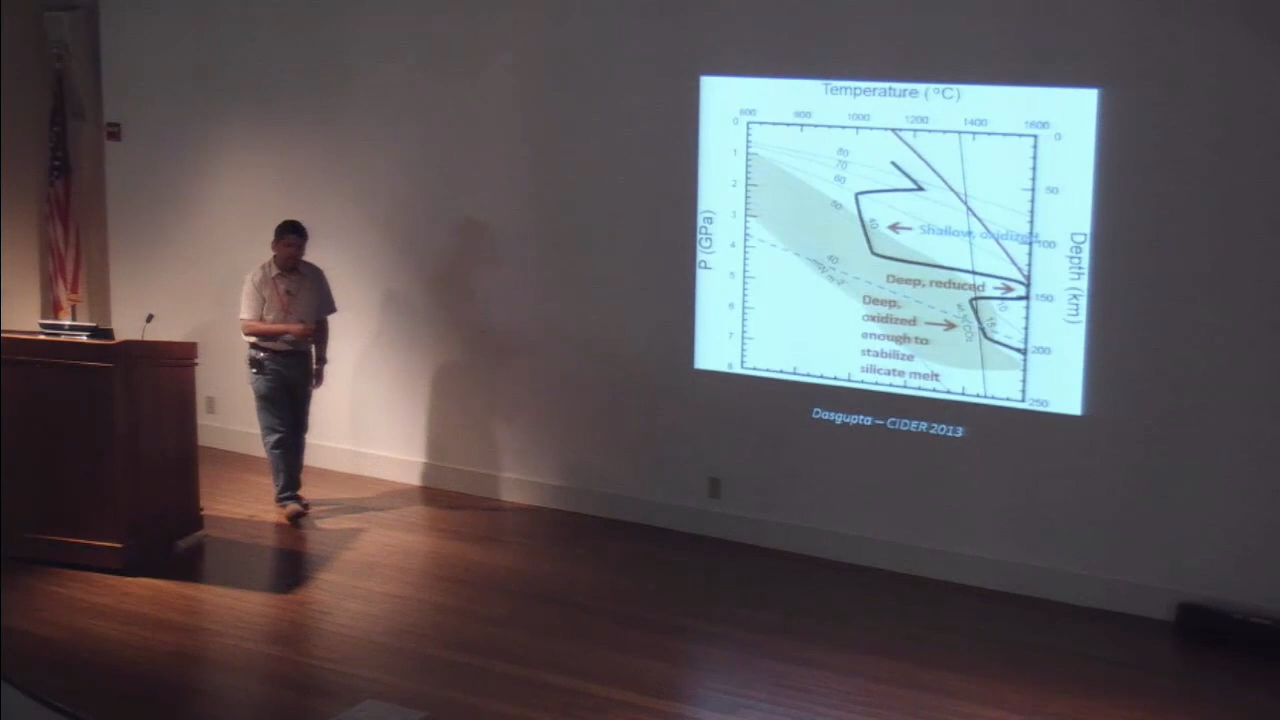 Temperature (°C)
600 800 1000 1200 1400 1600
0
1
2
3
4
5
6
7
8
P (GPa)
0
50
100
150
200
250
Depth (km)
80
70
60
50
40
Shallow, oxidized
Deep, reduced
Deep,
oxidized
enough to
stabilize
silicate melt
Dasgupta – CIDER 2013